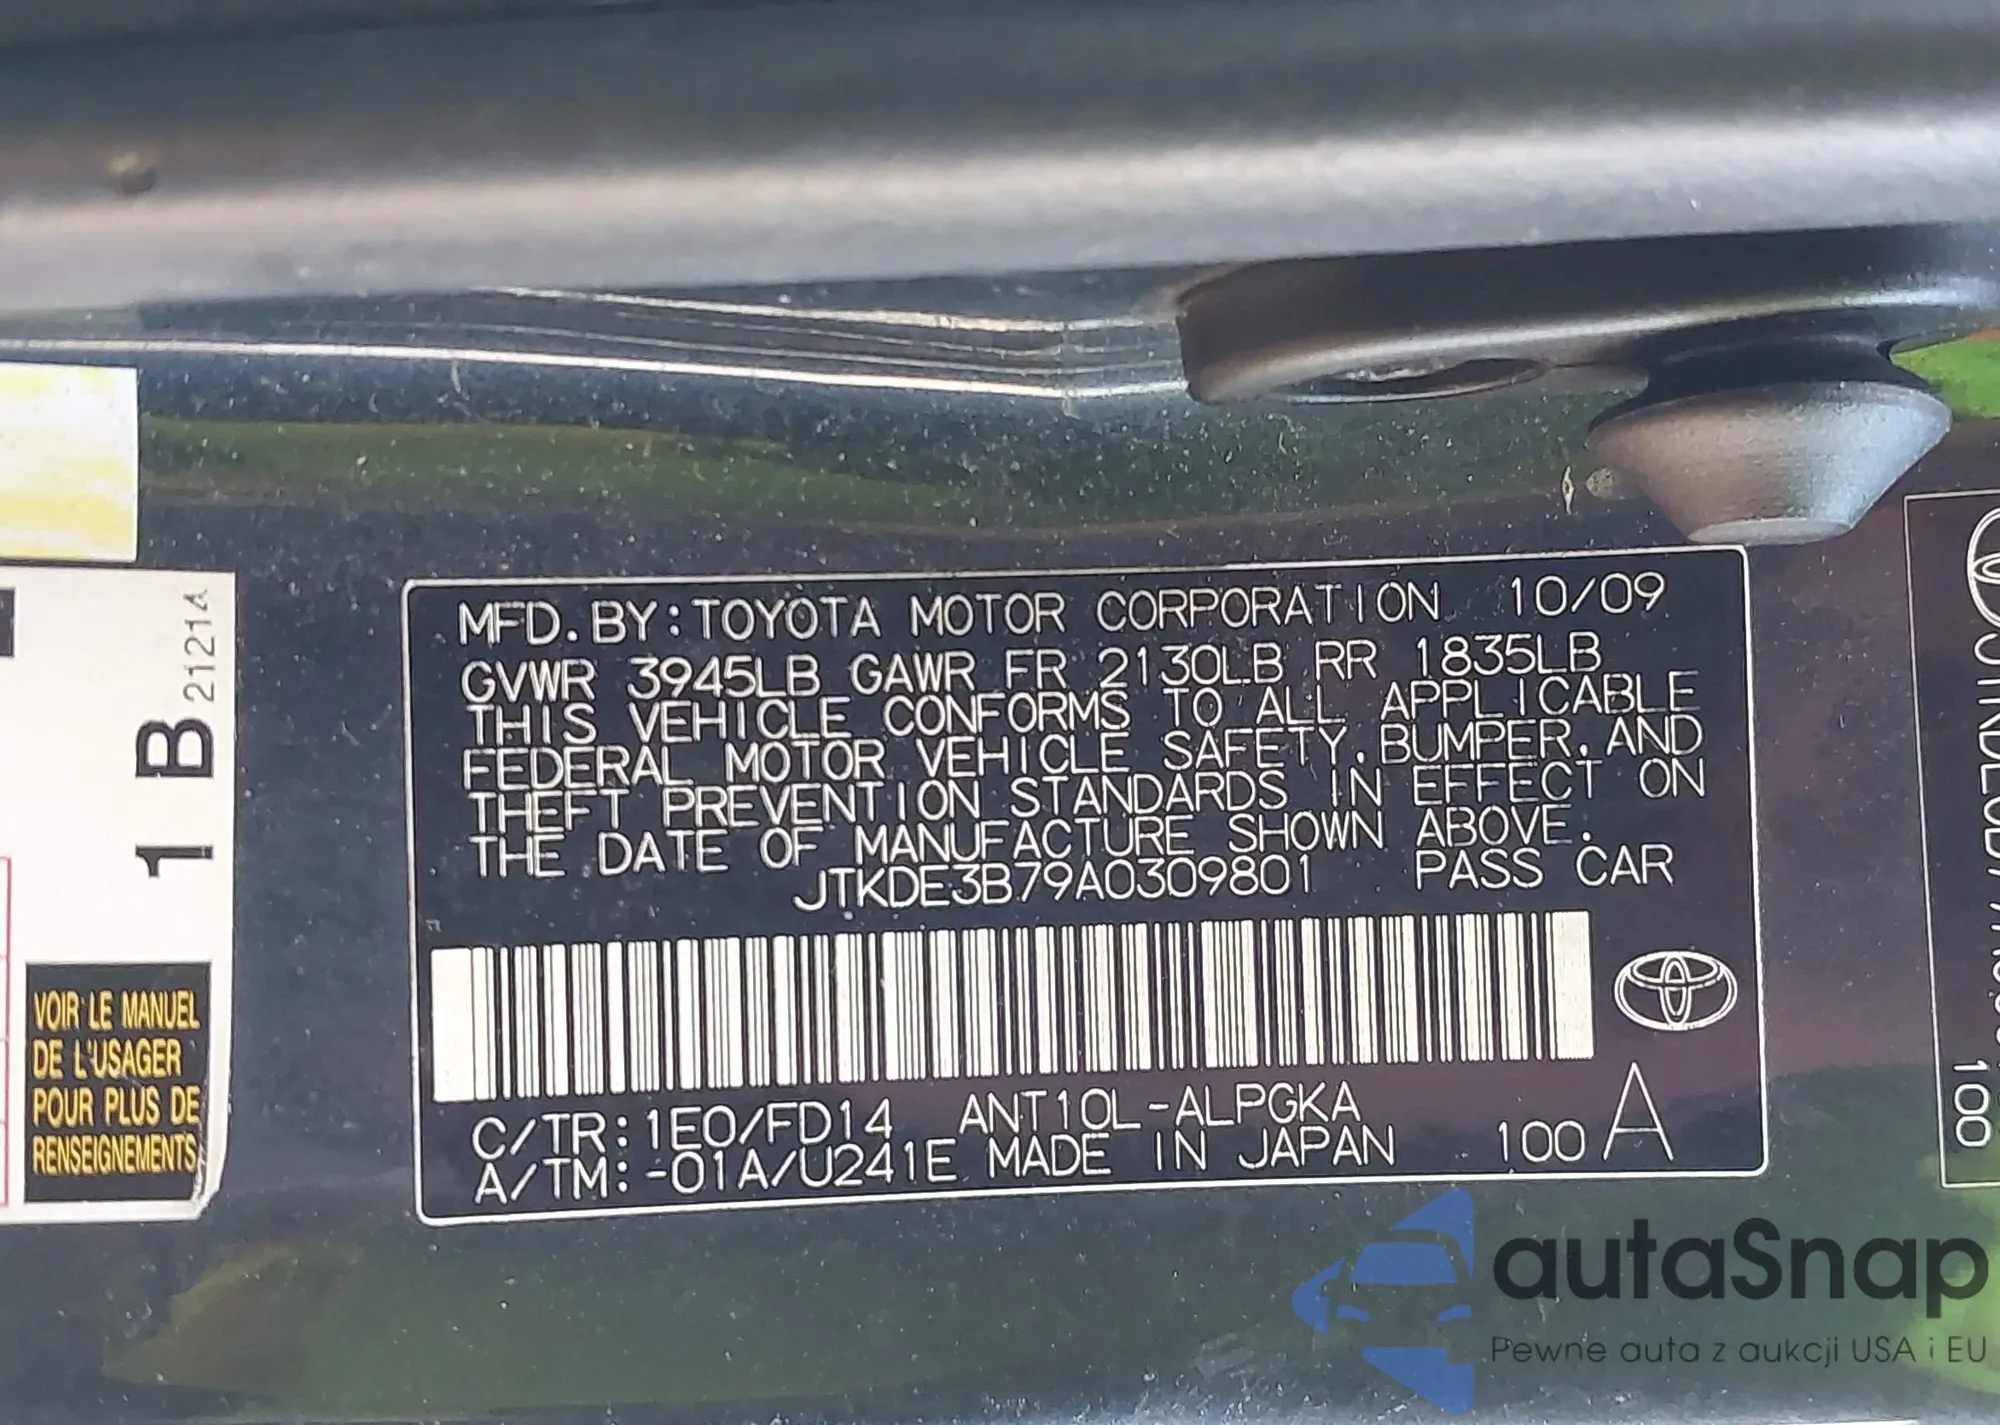 MFD. BY: TOYOTA MOTOR CORPORATION 10/09
GVWR 3945LB GAWR FR 2130LB RR 1835LB
THIS VEHICLE CONFORMS TO ALL APPLICABLE
FEDERAL MOTOR VEHICLE SAFETY, BUMPER, AND
THEFT PREVENTION STANDARDS IN EFFECT ON
THE DATE OF MANUFACTURE SHOWN ABOVE.
JTKDE3B79A0309801 PASS CAR
C/TR: 1E0/FD14 ANT10L-ALPGKA
A/TM: -01A/U241E MADE IN JAPAN 100 A
1 B 21214
VOIR LE MANUEL
DE L'USAGER
POUR PLUS DE
RENSEIGNEMENTS
100
autaSnap
Pewne auta z aukcji USA i EU